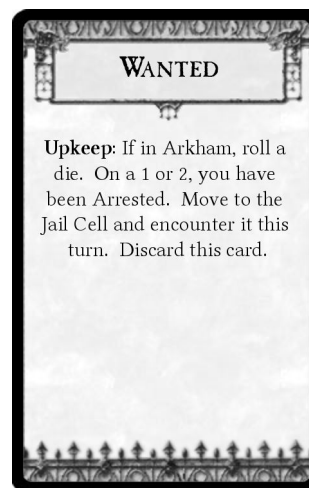 WANTED
Upkeep: If in Arkham, roll a
die.  On a 1 or 2, you have
been Arrested.  Move to the
Jail Cell and encounter it this
turn.  Discard this card.